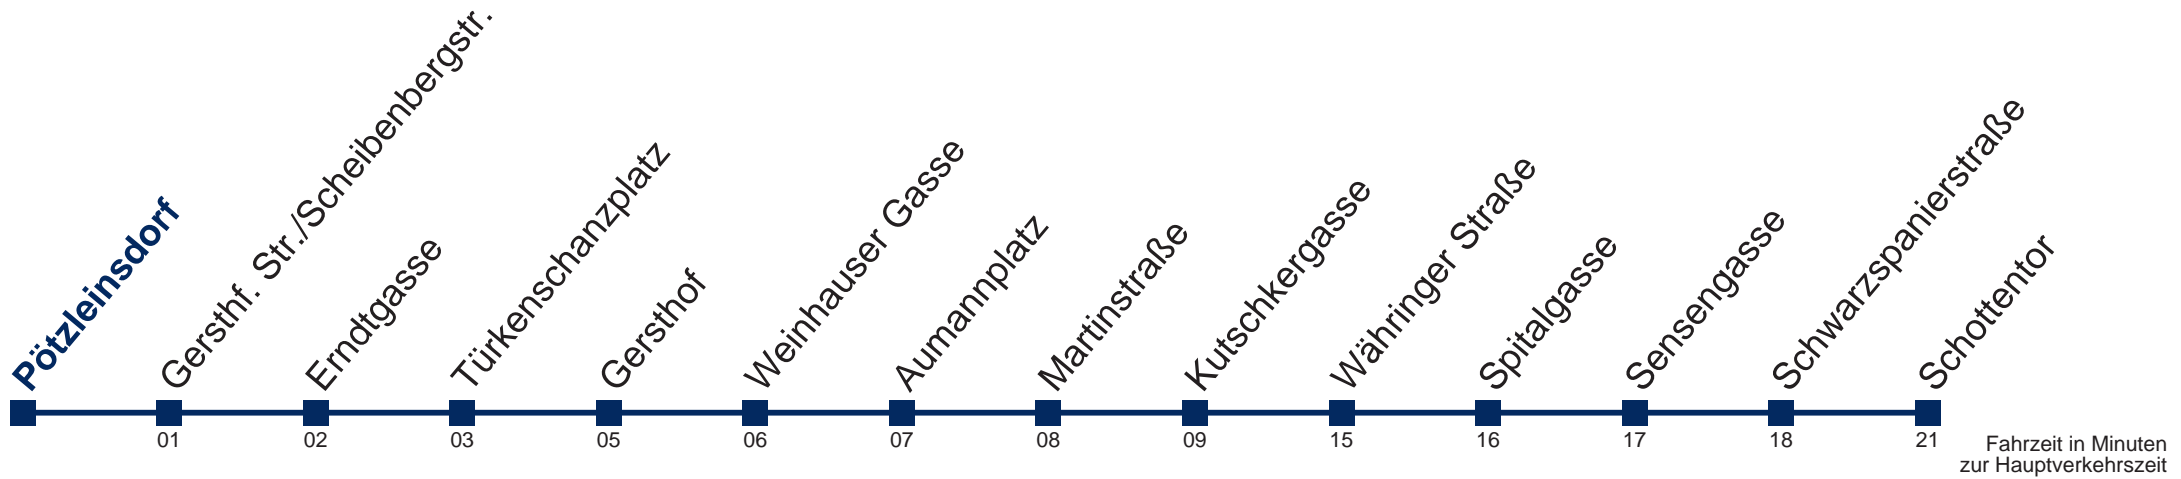 Pötzleinsdorf
Gersthf. Str./Scheibenbergstr.
Erndtgasse
Türkenschanzplatz
Gersthof
Weinhauser Gasse
Aumannplatz
Martinstraße
Kutschkergasse
Währinger Straße
Spitalgasse
Sensengasse
Schwarzspanierstraße
Schottentor
01
02
03
05
06
07
08
09
15
16
17
18
21
Fahrzeit in Minuten
zur Hauptverkehrszeit